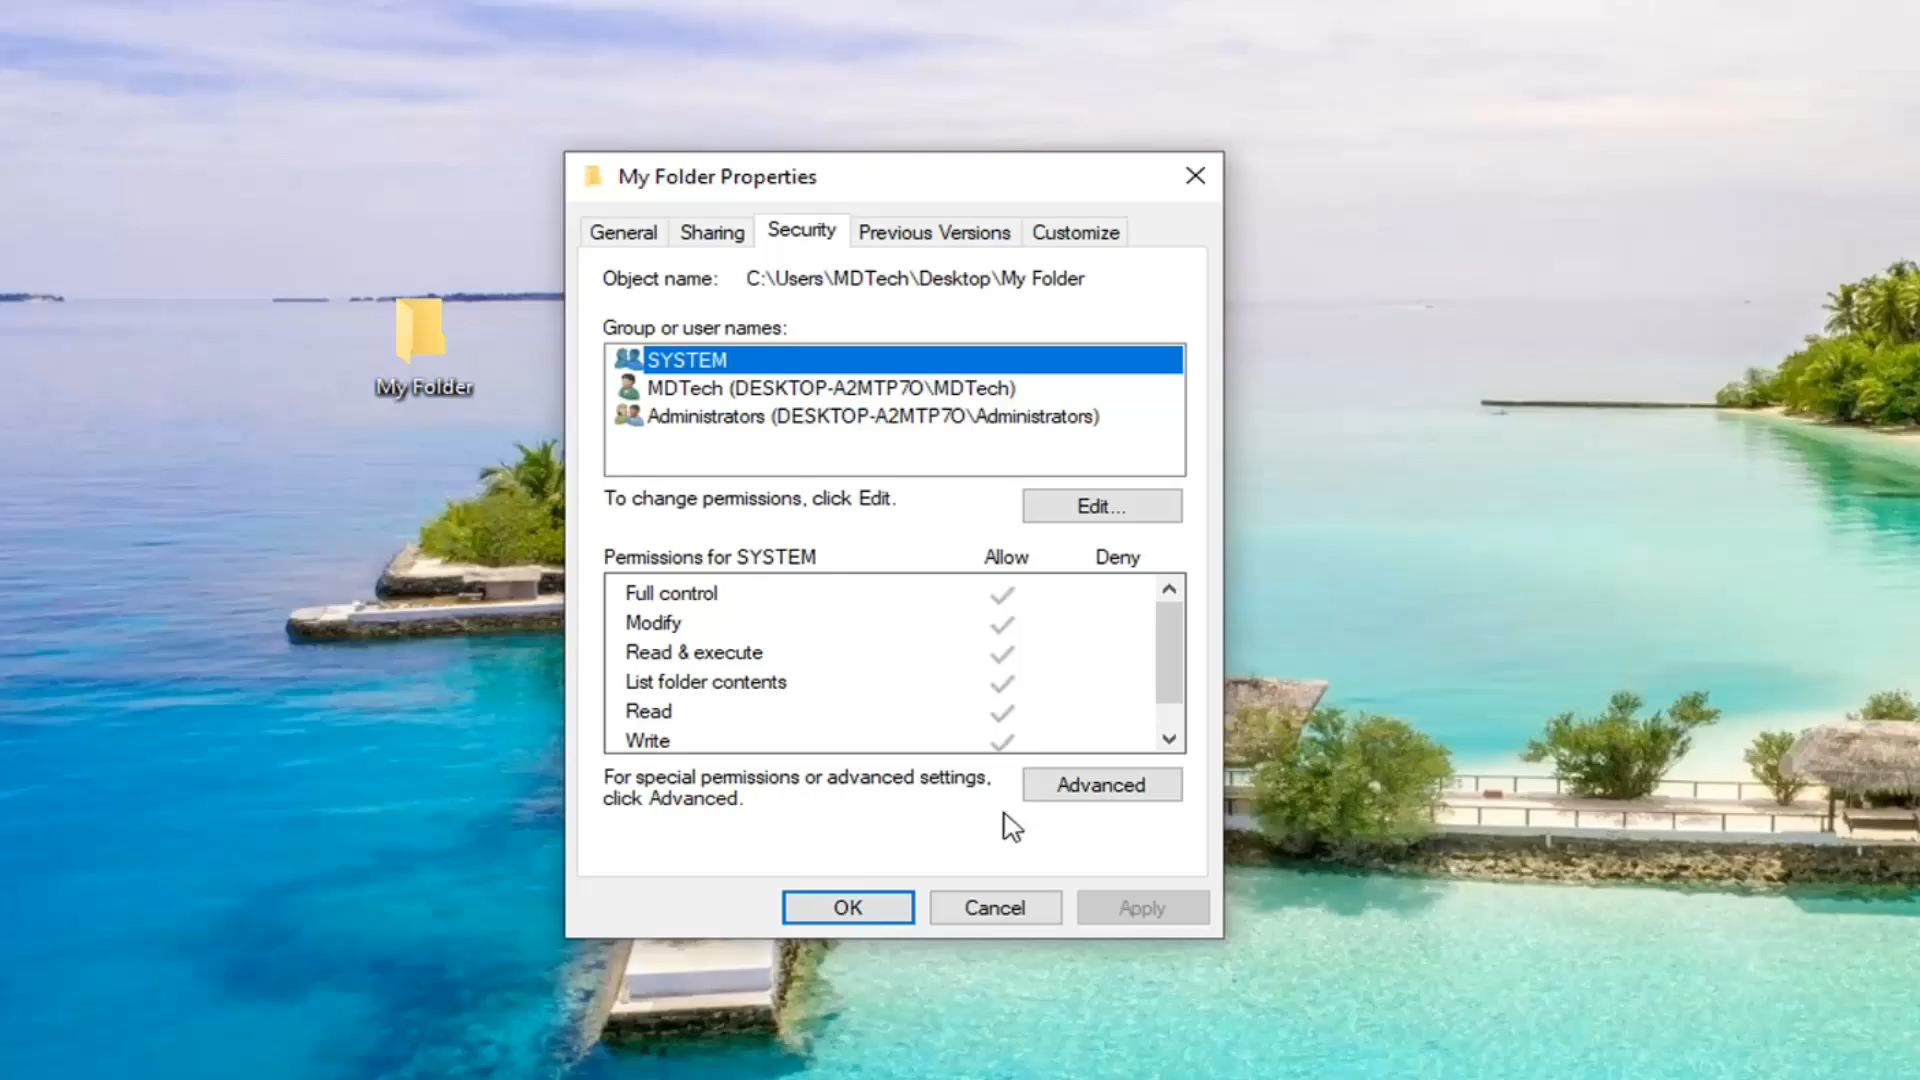 My Folder
My Folder Properties
General Sharing Security Previous Versions Customize
Object name: C:\Users\MDTech\Desktop\My Folder
Group or user names:
SYSTEM
MDTech (DESKTOP-A2MTP7O\MDTech)
Administrators (DESKTOP-A2MTP7O\Administrators)
To change permissions, click Edit.
Edit...
Permissions for SYSTEM Allow Deny
Full control
Modify
Read & execute
List folder contents
Read
Write
For special permissions or advanced settings,
click Advanced.
Advanced
OK Cancel Apply